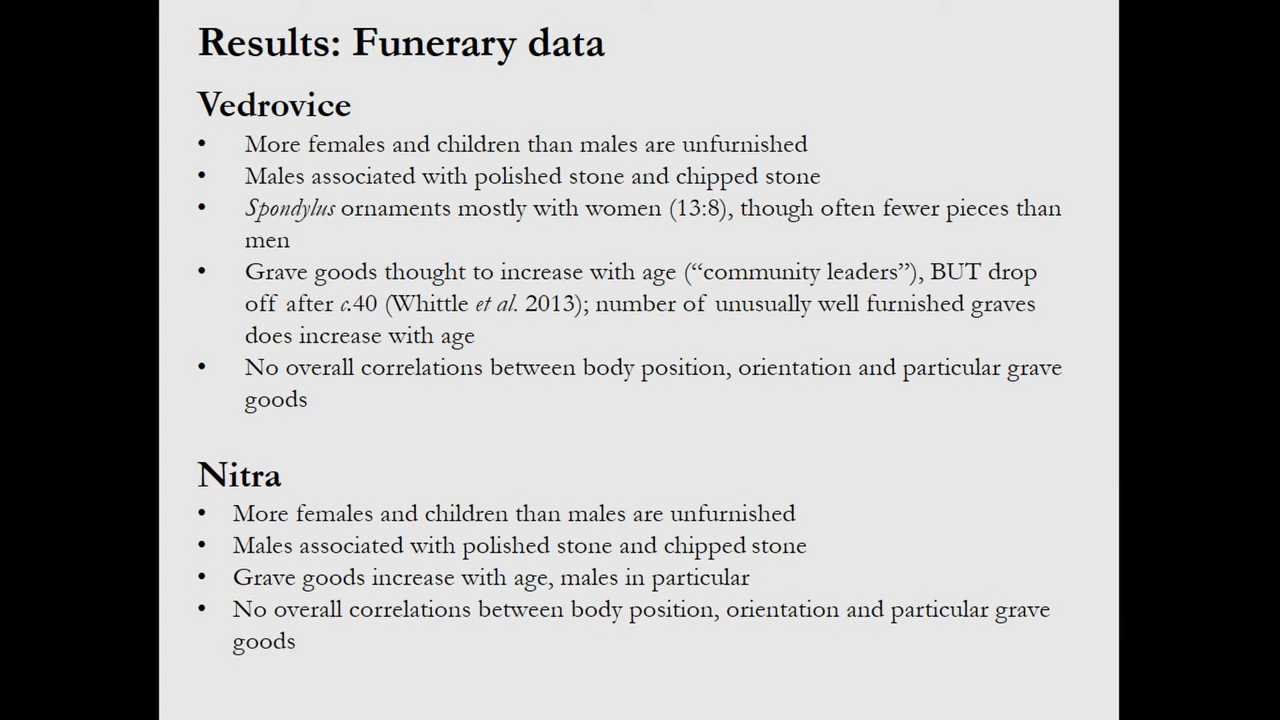 Results: Funerary data
Vedrovice
• More females and children than males are unfurnished
• Males associated with polished stone and chipped stone
• Spondylus ornaments mostly with women (13:8), though often fewer pieces than
men
• Grave goods thought to increase with age (“community leaders”), BUT drop
off after c.40 (Whittle et al. 2013); number of unusually well furnished graves
does increase with age
• No overall correlations between body position, orientation and particular grave
goods
Nitra
• More females and children than males are unfurnished
• Males associated with polished stone and chipped stone
• Grave goods increase with age, males in particular
• No overall correlations between body position, orientation and particular grave
goods